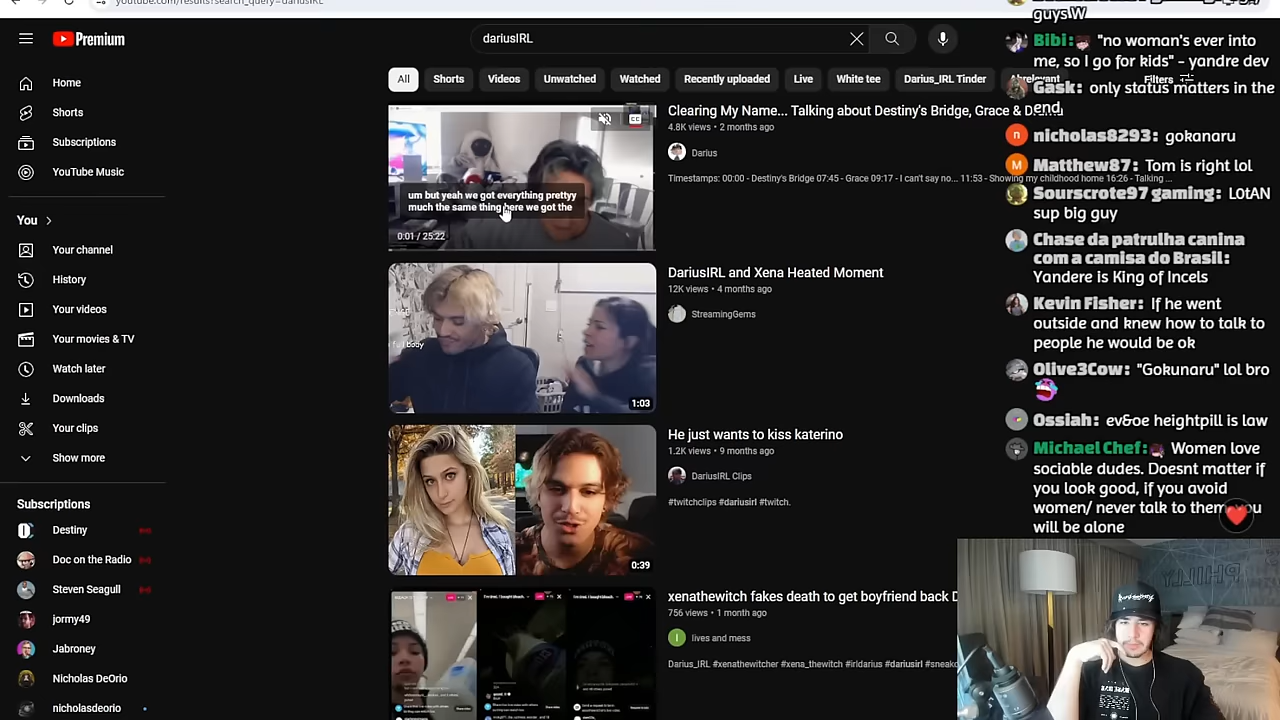 youtube.com/results?search_query=dariusIRL
Premium
dariusIRL
All
Shorts
Videos
Unwatched
Watched
Recently uploaded
Live
White tee
Darius_IRL Tinder
Filters
Home
Shorts
Subscriptions
YouTube Music
You
Your channel
History
Your videos
Your movies & TV
Watch later
Downloads
Your clips
Show more
Subscriptions
Destiny
Doc on the Radio
Steven Seagull
jormy49
Jabroney
Nicholas DeOrio
nicholasdeorio
um but yeah we got everything prettyy
much the same thing here we got the
0:01 / 25:22
CC
Clearing My Name... Talking about Destiny's Bridge, Grace &
4.8K views • 2 months ago
Darius
Timestamps: 00:00 - Destiny's Bridge 07:45 - Grace 09:17 - I can't say no... 11:53 - Showing my childhood home 16:26 - Talking ...
1:03
DariusIRL and Xena Heated Moment
12K views • 4 months ago
StreamingGems
0:39
He just wants to kiss katerino
1.2K views • 9 months ago
DariusIRL Clips
#twitchclips #dariusirl #twitch.
xenathewitch fakes death to get boyfriend back
756 views • 1 month ago
lives and mess
Darius_IRL #xenathewitcher #xena_thewitch #irldarius #dariusirl
guys W
Bibi: "no woman's ever into
me, so I go for kids" - yandre dev
Gask: only status matters in the
end
nicholas8293: gokanaru
Matthew87: Tom is right lol
Sourscrote97 gaming: LOtAN
sup big guy
Chase da patrulha canina
com a camisa do Brasil:
Yandere is King of Incels
Kevin Fisher: If he went
outside and knew how to talk to
people he would be ok
Olive3Cow: "Gokunaru" lol bro
Ossiah: ev&oe heightpill is law
Michael Chef: Women love
sociable dudes. Doesnt matter if
you look good, if you avoid
women/ never talk to them you
will be alone